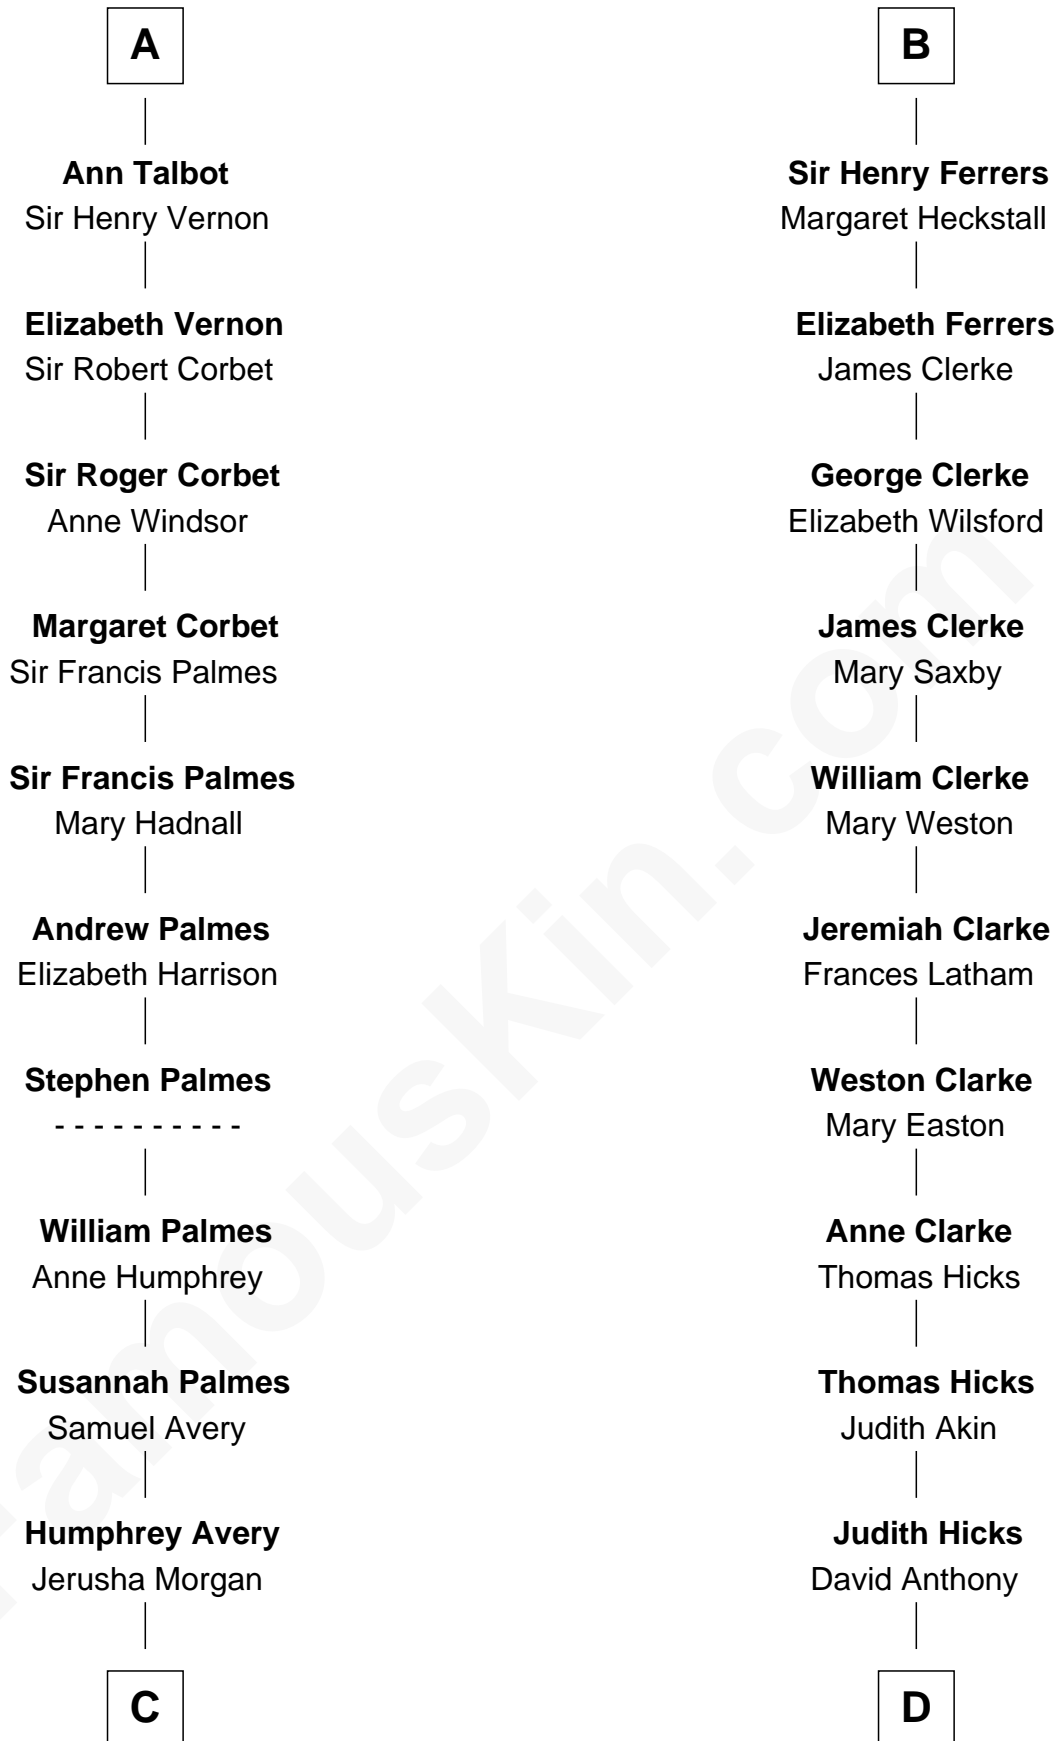 A
Ann Talbot
Sir Henry Vernon
Elizabeth Vernon
Sir Robert Corbet
Sir Roger Corbet
Anne Windsor
Margaret Corbet
Sir Francis Palmes
Sir Francis Palmes
Mary Hadnall
Andrew Palmes
Elizabeth Harrison
Stephen Palmes
- - - - - - - - - -
William Palmes
Anne Humphrey
Susannah Palmes
Samuel Avery
Humphrey Avery
Jerusha Morgan
C
B
Sir Henry Ferrers
Margaret Heckstall
Elizabeth Ferrers
James Clerke
George Clerke
Elizabeth Wilsford
James Clerke
Mary Saxby
William Clerke
Mary Weston
Jeremiah Clarke
Frances Latham
Weston Clarke
Mary Easton
Anne Clarke
Thomas Hicks
Thomas Hicks
Judith Akin
Judith Hicks
David Anthony
D
FamousKin.com